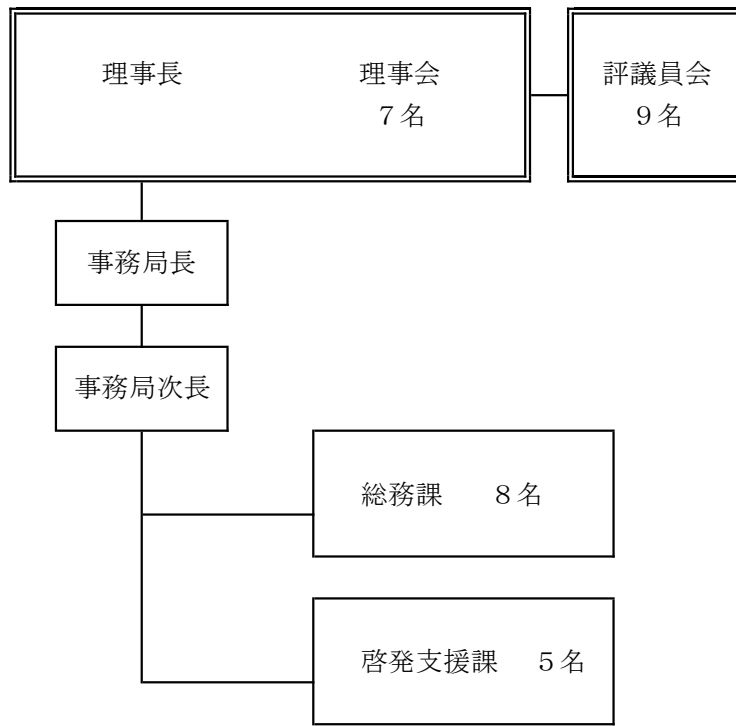 理事長 理事会 評議員会
７名 ９名
事務局長
事務局次長
総務課 ８名
啓発支援課 ５名